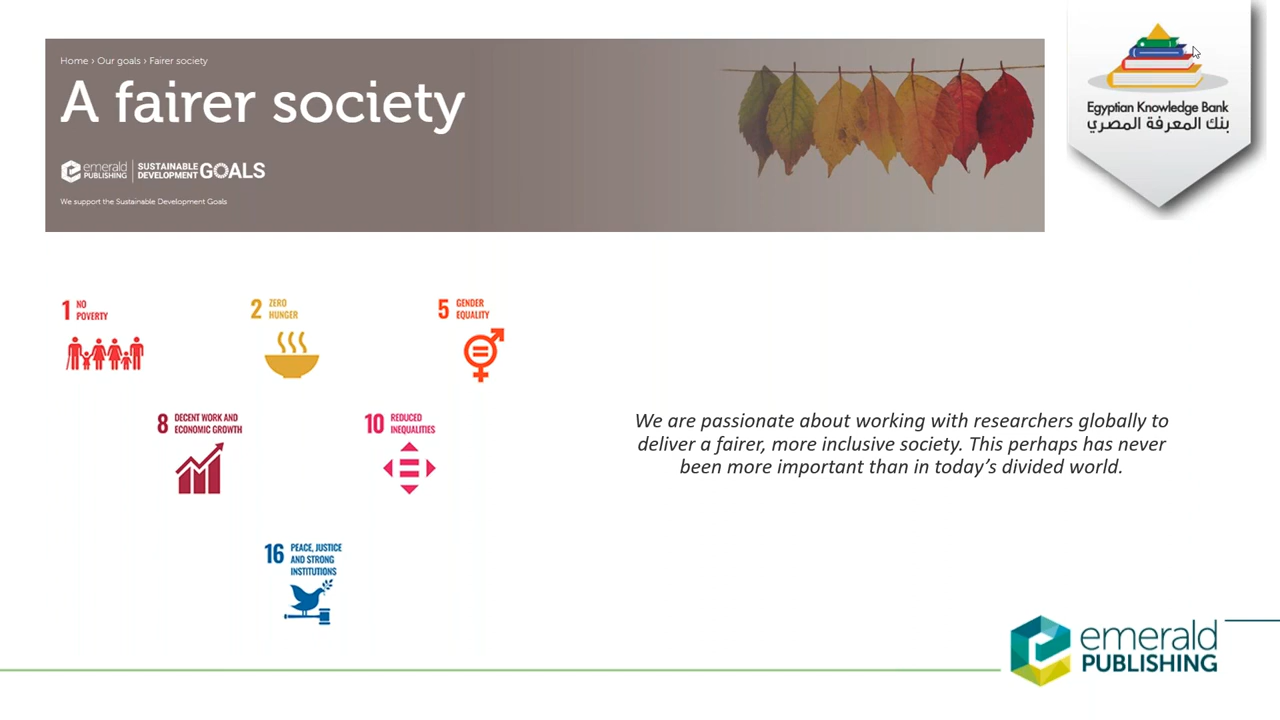 Home › Our goals › Fairer society
A fairer society
emerald
PUBLISHING
SUSTAINABLE
DEVELOPMENT
GOALS
We support the Sustainable Development Goals
Egyptian Knowledge Bank
بنك المعرفة المصري
1 NO
POVERTY
2 ZERO
HUNGER
5 GENDER
EQUALITY
8 DECENT WORK AND
ECONOMIC GROWTH
10 REDUCED
INEQUALITIES
16 PEACE, JUSTICE
AND STRONG
INSTITUTIONS
We are passionate about working with researchers globally to
deliver a fairer, more inclusive society. This perhaps has never
been more important than in today’s divided world.
emerald
PUBLISHING